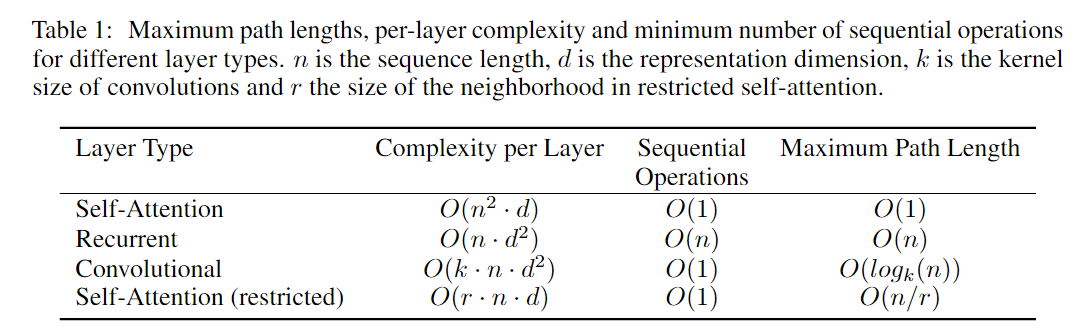 Table 1: Maximum path lengths, per-layer complexity and minimum number of sequential operations
for different layer types. n is the sequence length, d is the representation dimension, k is the kernel
size of convolutions and r the size of the neighborhood in restricted self-attention.
Layer Type Complexity per Layer Sequential Maximum Path Length
Operations
Self-Attention O(n² · d) O(1) O(1)
Recurrent O(n · d²) O(n) O(n)
Convolutional O(k · n · d²) O(1) O(logₖ(n))
Self-Attention (restricted) O(r · n · d) O(1) O(n/r)